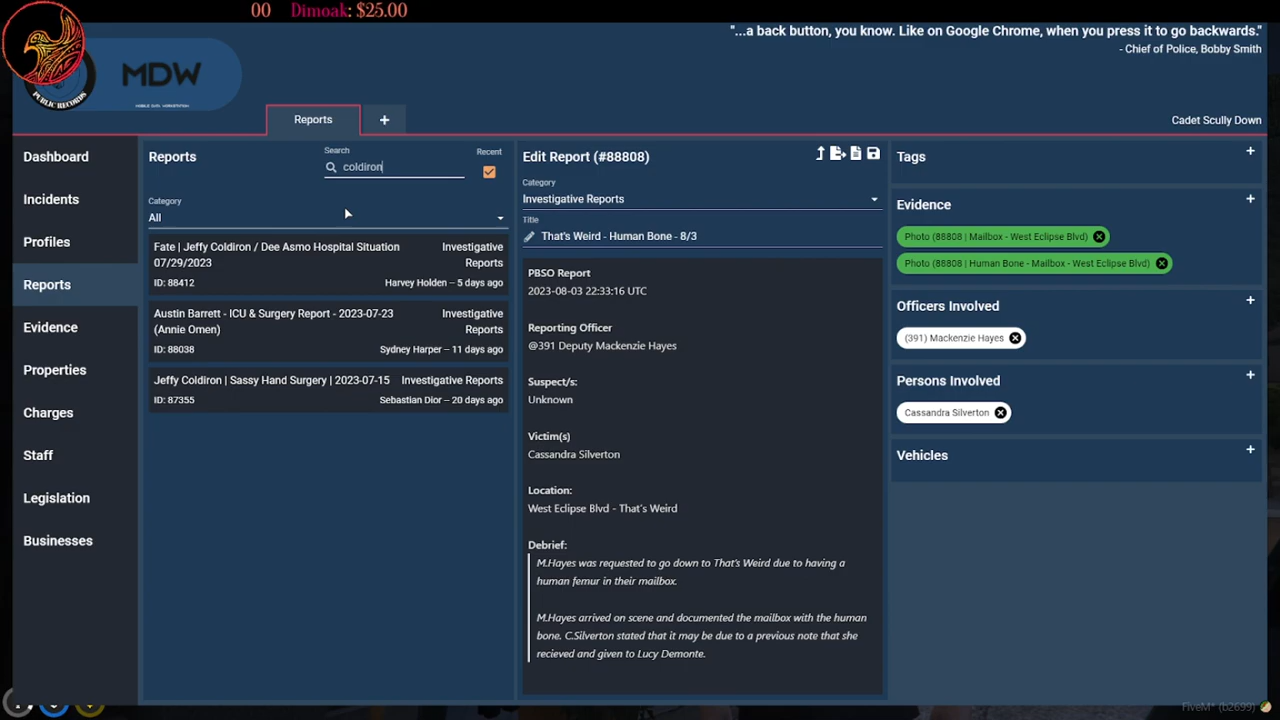 00 Dimoak: $25.00
"...a back button, you know. Like on Google Chrome, when you press it to go backwards."
- Chief of Police, Bobby Smith
MDW
MOBILE DATA WORKSTATION
PUBLIC RECORDS
Reports
+
Cadet Scully Down
Dashboard
Incidents
Profiles
Reports
Evidence
Properties
Charges
Staff
Legislation
Businesses
Reports
Search
coldiron
Recent
Category
All
Fate | Jeffy Coldiron / Dee Asmo Hospital Situation
07/29/2023
Investigative
Reports
ID: 88412
Harvey Holden – 5 days ago
Austin Barrett - ICU & Surgery Report - 2023-07-23
(Annie Omen)
Investigative
Reports
ID: 88038
Sydney Harper – 11 days ago
Jeffy Coldiron | Sassy Hand Surgery | 2023-07-15
Investigative Reports
ID: 87355
Sebastian Dior – 20 days ago
Edit Report (#88808)
Category
Investigative Reports
Title
That's Weird - Human Bone - 8/3
PBSO Report
2023-08-03 22:33:16 UTC
Reporting Officer
@391 Deputy Mackenzie Hayes
Suspect/s:
Unknown
Victim(s)
Cassandra Silverton
Location:
West Eclipse Blvd - That's Weird
Debrief:
M.Hayes was requested to go down to That's Weird due to having a
human femur in their mailbox.
M.Hayes arrived on scene and documented the mailbox with the human
bone. C.Silverton stated that it may be due to a previous note that she
recieved and given to Lucy Demonte.
Tags
+
Evidence
+
Photo (88808 | Mailbox - West Eclipse Blvd)
Photo (88808 | Human Bone - Mailbox - West Eclipse Blvd)
Officers Involved
+
(391) Mackenzie Hayes
Persons Involved
+
Cassandra Silverton
Vehicles
+
FiveM* (b2699)